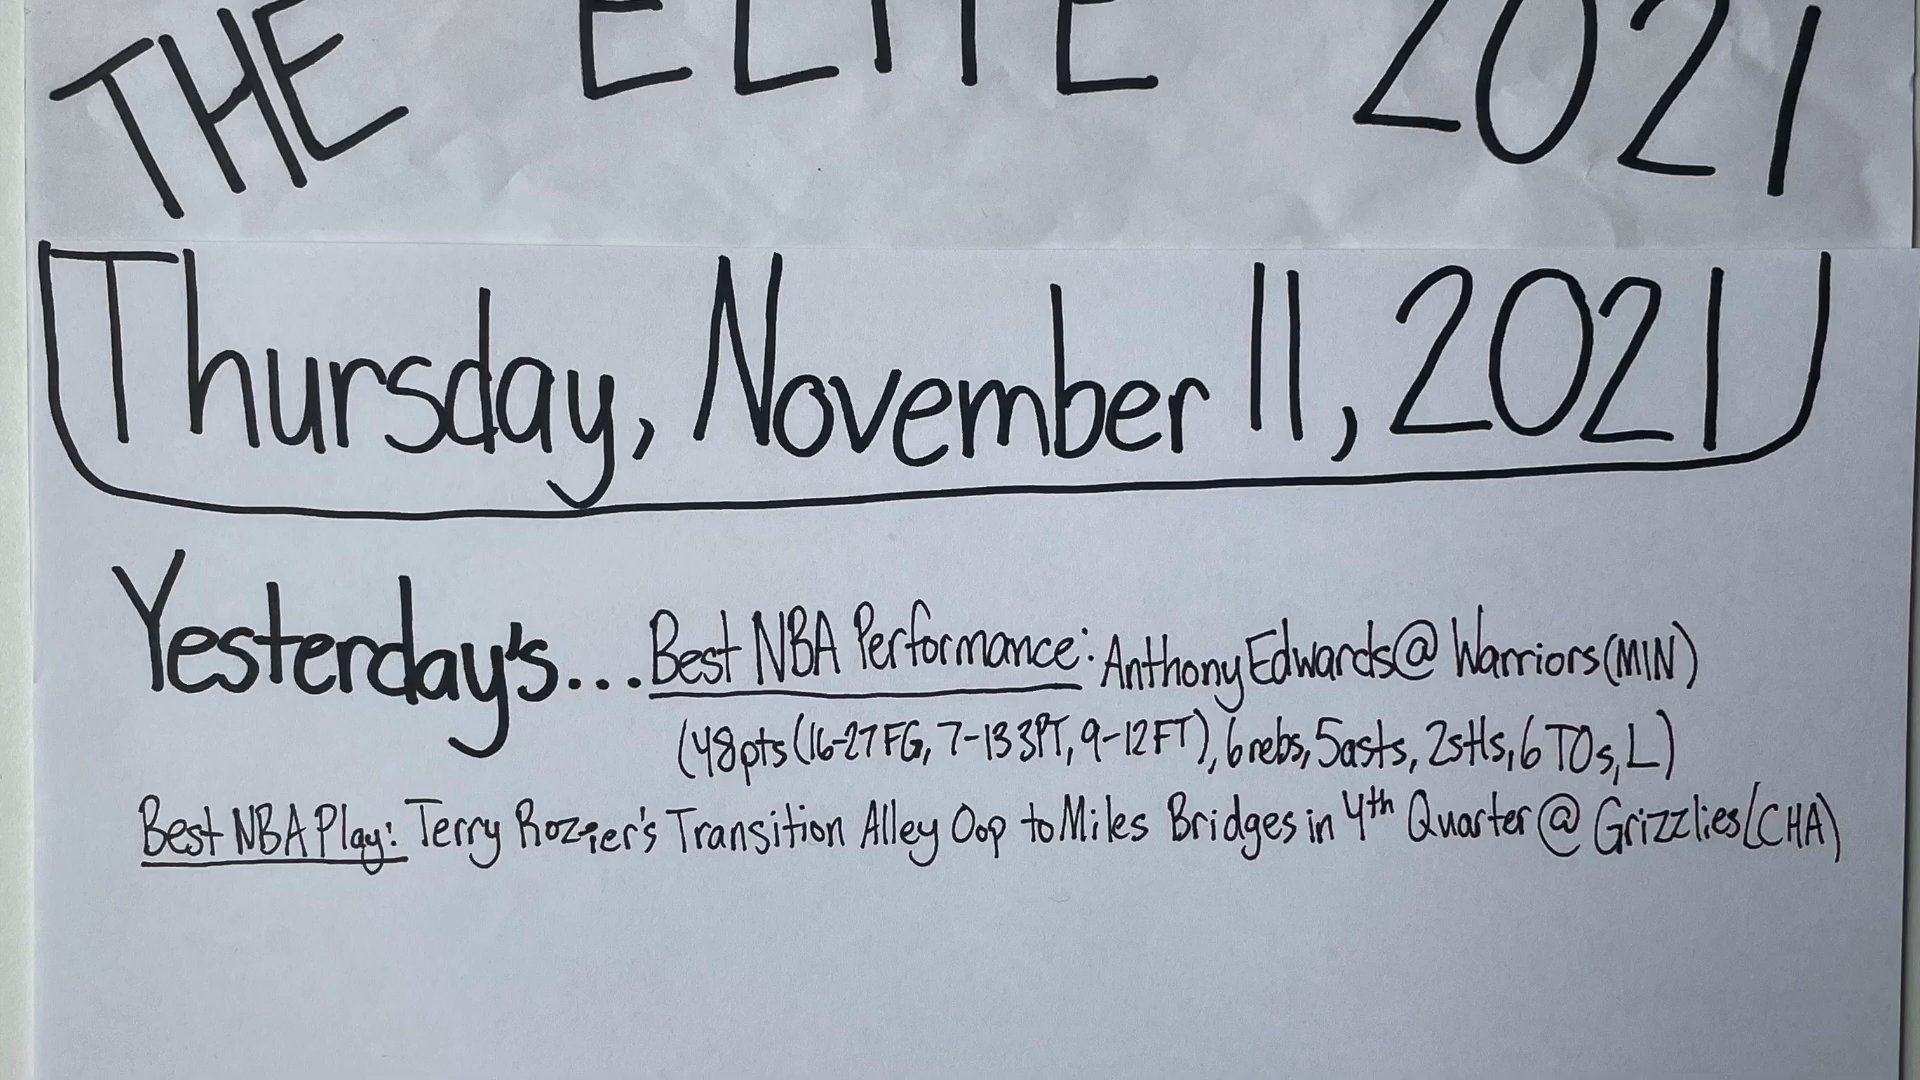 THE ELITE 2021
Thursday, November 11, 2021
Yesterday's... Best NBA Performance: Anthony Edwards @ Warriors (MIN)
(48pts (16-27 FG, 7-13 3PT, 9-12 FT), 6 rebs, 5 asts, 2 stls, 6 TOs, L)
Best NBA Play: Terry Rozier's Transition Alley Oop to Miles Bridges in 4th Quarter @ Grizzlies (CHA)